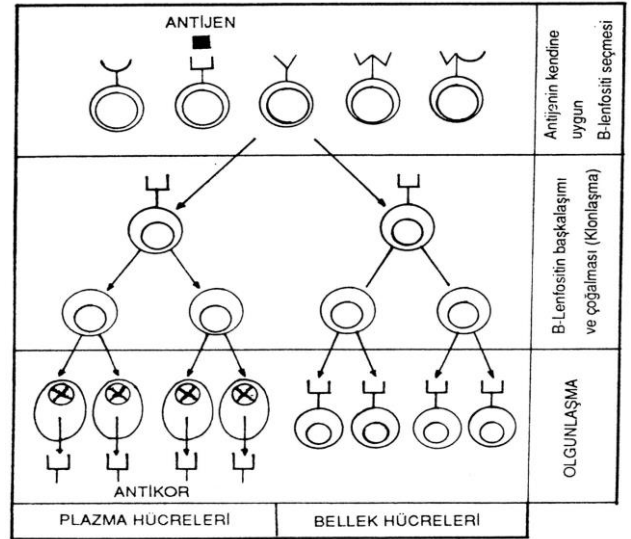 ANTİJEN
Antijenin kendine
uygun
B-lenfositi seçmesi
B-Lenfositin başkalaşımı
ve çoğalması (Klonlaşma)
OLGUNLAŞMA
ANTİKOR
PLAZMA HÜCRELERİ
BELLEK HÜCRELERİ